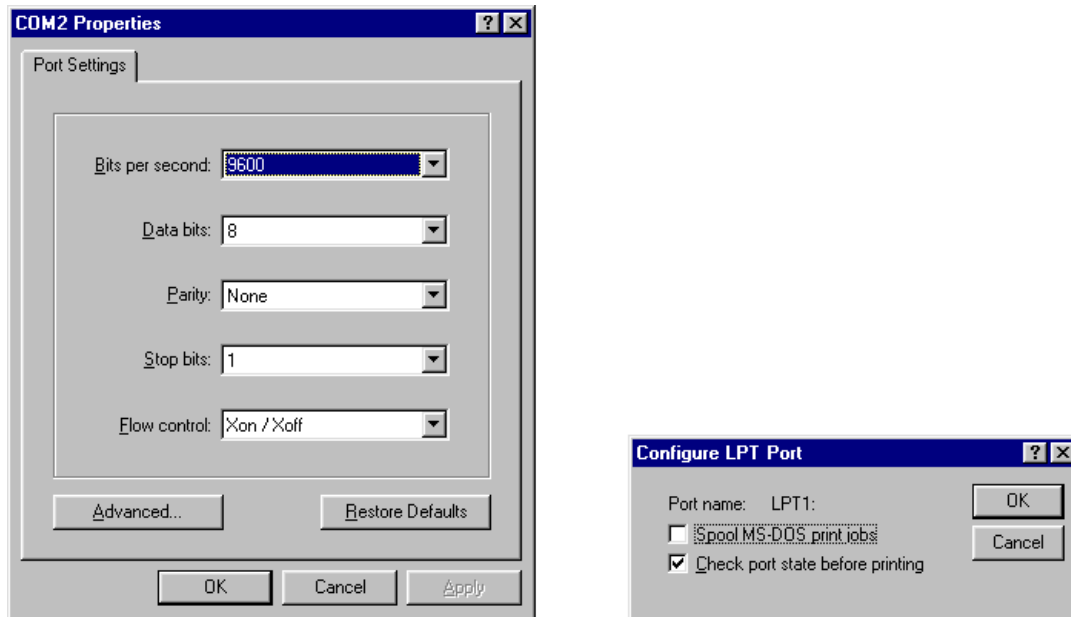 COM2 Properties
Port Settings
Bits per second: 9600
Data bits: 8
Parity: None
Stop bits: 1
Flow control: Xon / Xoff
Advanced... Restore Defaults
OK Cancel Apply
Configure LPT Port
Port name: LPT1: OK
Spool MS-DOS print jobs
Cancel
Check port state before printing